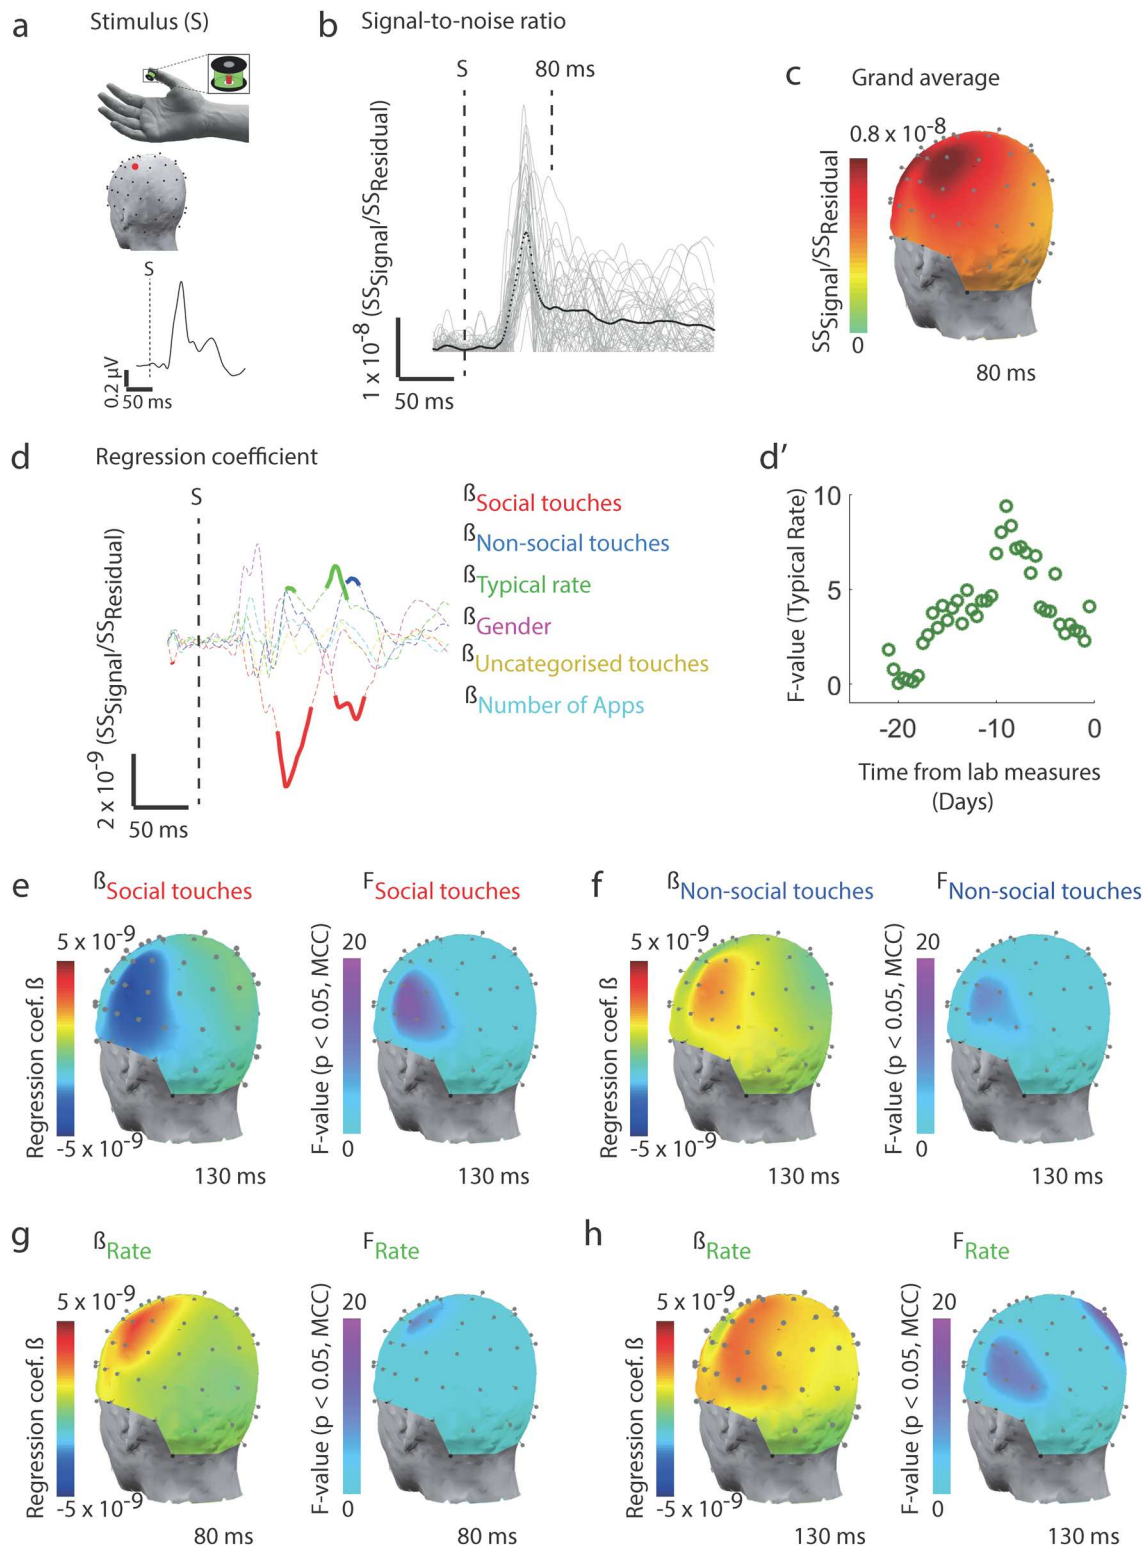 a Stimulus (S)
S
0.2 µV
50 ms
b Signal-to-noise ratio
S 80 ms
1 x 10-8 (SSSignal/SSResidual)
50 ms
c Grand average
0.8 x 10-8
SSSignal/SSResidual
0
80 ms
d Regression coefficient
S
2 x 10-9 (SSSignal/SSResidual)
50 ms
ßSocial touches
ßNon-social touches
ßTypical rate
ßGender
ßUncategorised touches
ßNumber of Apps
d′
F-value (Typical Rate)
10
5
0
-20 -10 0
Time from lab measures
(Days)
e ßSocial touches FSocial touches
5 x 10-9
Regression coef. ß
-5 x 10-9
130 ms
20
F-value (p < 0.05, MCC)
0
130 ms
f ßNon-social touches FNon-social touches
5 x 10-9
Regression coef. ß
-5 x 10-9
130 ms
20
F-value (p < 0.05, MCC)
0
130 ms
g ßRate FRate
5 x 10-9
Regression coef. ß
-5 x 10-9
80 ms
20
F-value (p < 0.05, MCC)
0
80 ms
h ßRate FRate
5 x 10-9
Regression coef. ß
-5 x 10-9
130 ms
20
F-value (p < 0.05, MCC)
0
130 ms